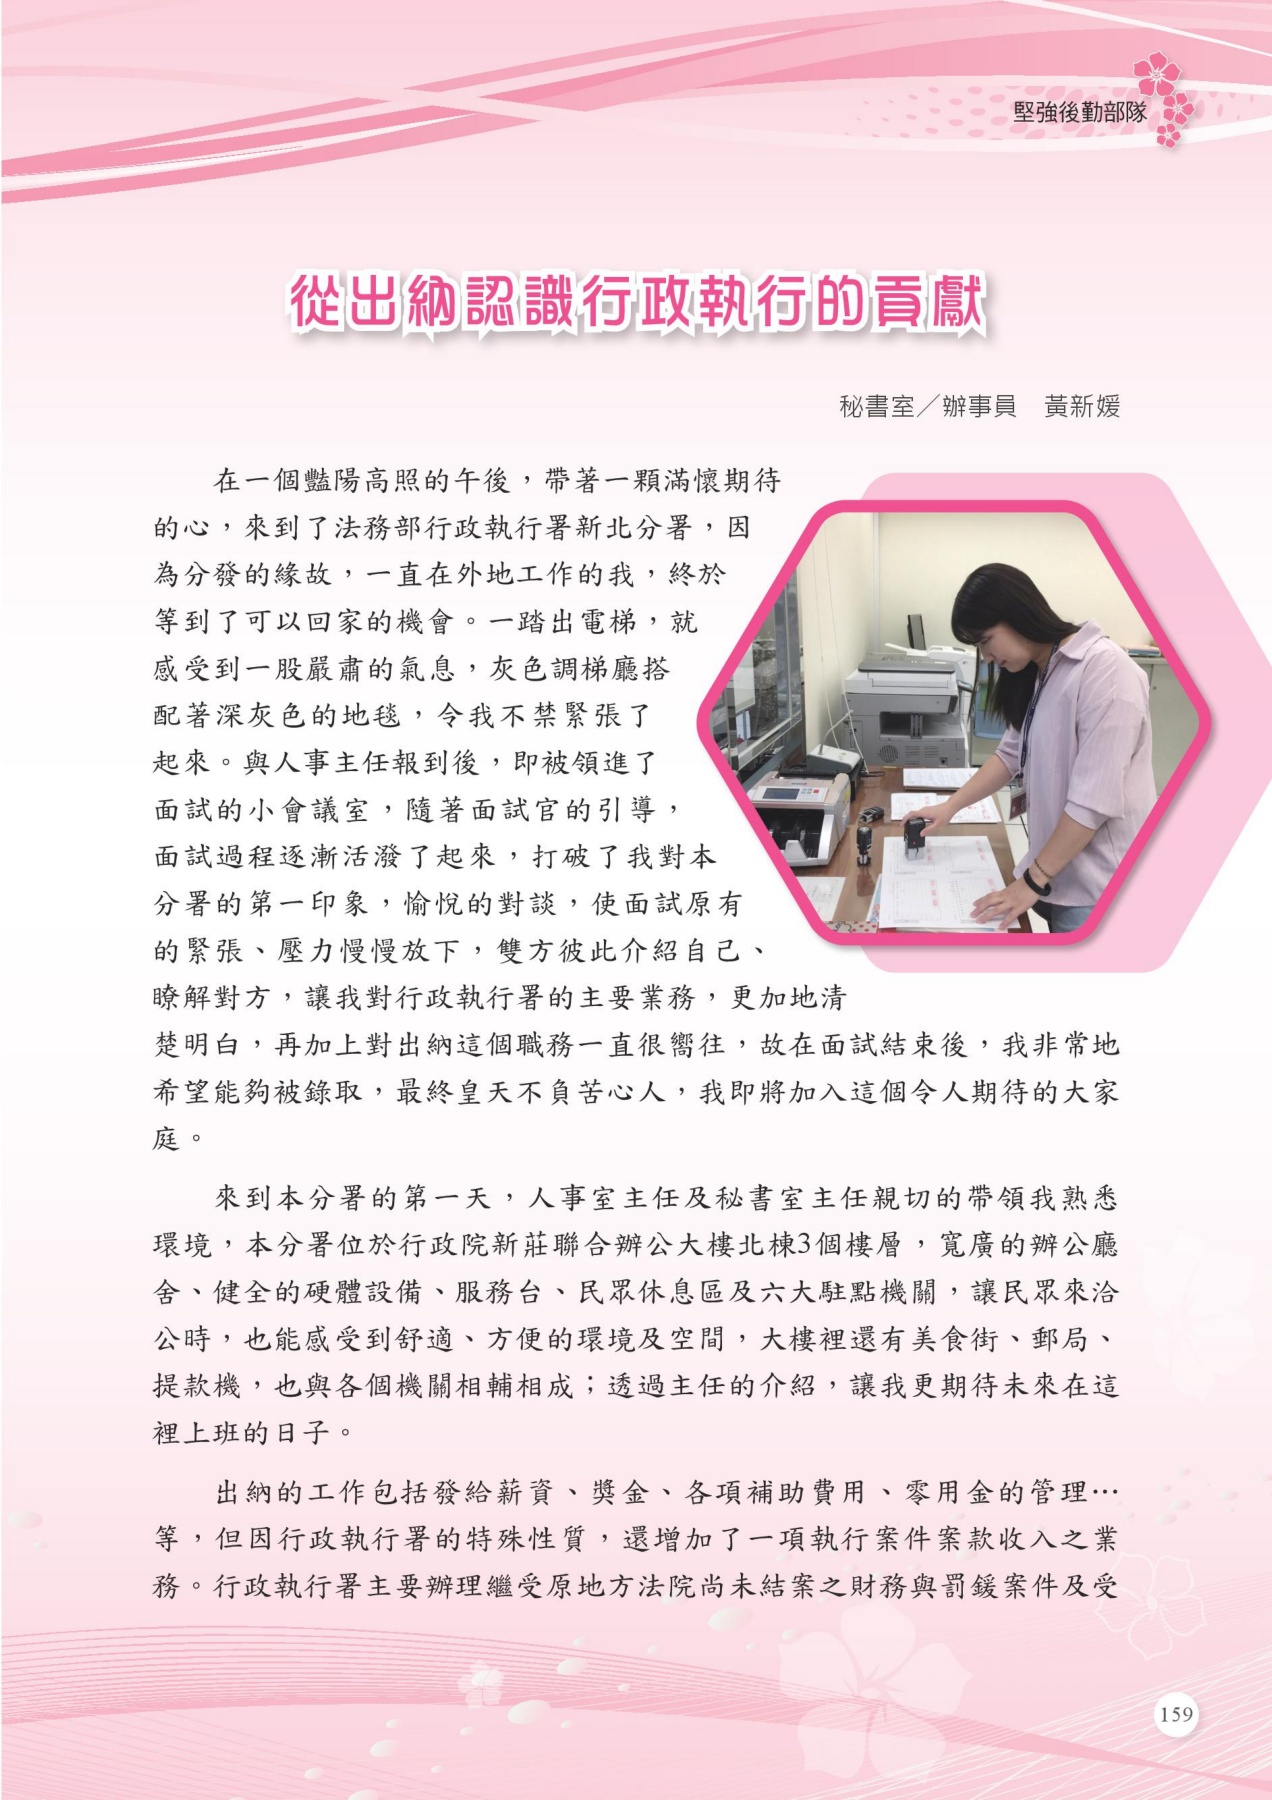 堅強後勤部隊
從出納認識行政執行的貢獻
秘書室／辦事員　黃新媛
在一個豔陽高照的午後，帶著一顆滿懷期待
的心，來到了法務部行政執行署新北分署，因
為分發的緣故，一直在外地工作的我，終於
等到了可以回家的機會。一踏出電梯，就
感受到一股嚴肅的氣息，灰色調梯廳搭
配著深灰色的地毯，令我不禁緊張了
起來。與人事主任報到後，即被領進了
面試的小會議室，隨著面試官的引導，
面試過程逐漸活潑了起來，打破了我對本
分署的第一印象，愉悅的對談，使面試原有
的緊張、壓力慢慢放下，雙方彼此介紹自己、
瞭解對方，讓我對行政執行署的主要業務，更加地清
楚明白，再加上對出納這個職務一直很嚮往，故在面試結束後，我非常地
希望能夠被錄取，最終皇天不負苦心人，我即將加入這個令人期待的大家
庭。
來到本分署的第一天，人事室主任及秘書室主任親切的帶領我熟悉
環境，本分署位於行政院新莊聯合辦公大樓北棟3個樓層，寬廣的辦公廳
舍、健全的硬體設備、服務台、民眾休息區及六大駐點機關，讓民眾來洽
公時，也能感受到舒適、方便的環境及空間，大樓裡還有美食街、郵局、
提款機，也與各個機關相輔相成；透過主任的介紹，讓我更期待未來在這
裡上班的日子。
出納的工作包括發給薪資、獎金、各項補助費用、零用金的管理…
等，但因行政執行署的特殊性質，還增加了一項執行案件案款收入之業
務。行政執行署主要辦理繼受原地方法院尚未結案之財務與罰鍰案件及受
159